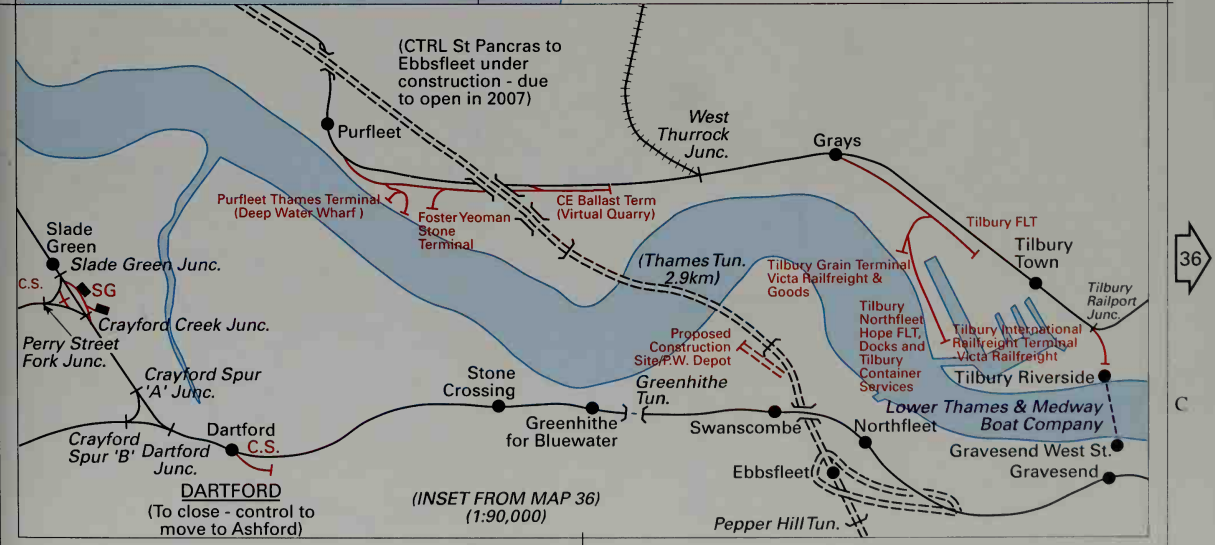 (CTRL St Pancras to
Ebbsfleet under
construction - due
to open in 2007)
Purfleet
West
Thurrock
Junc.
Grays
Purfleet Thames Terminal
(Deep Water Wharf )
Foster Yeoman
Stone
Terminal
CE Ballast Term
(Virtual Quarry)
Tilbury FLT
Tilbury
Town
36
Slade
Green
Slade Green Junc.
C.S.
SG
Crayford Creek Junc.
Perry Street
Fork Junc.
(Thames Tun.
2.9km)
Tilbury Grain Terminal
Victa Railfreight &
Goods
Tilbury
Railport
Junc.
Tilbury
Northfleet
Hope FLT,
Docks and
Tilbury
Container
Services
Tilbury International
Railfreight Terminal
-Victa Railfreight
Proposed
Construction
Site/P.W. Depot
Crayford Spur
'A' Junc.
Stone
Crossing
Greenhithe
Tun.
Tilbury Riverside
C
Lower Thames & Medway
Boat Company
Crayford
Spur 'B'
Dartford
Junc.
Dartford
C.S.
Greenhithe
for Bluewater
Swanscombe
Northfleet
Gravesend West St.
Ebbsfleet
Gravesend
DARTFORD
(To close - control to
move to Ashford)
(INSET FROM MAP 36)
(1:90,000)
Pepper Hill Tun.